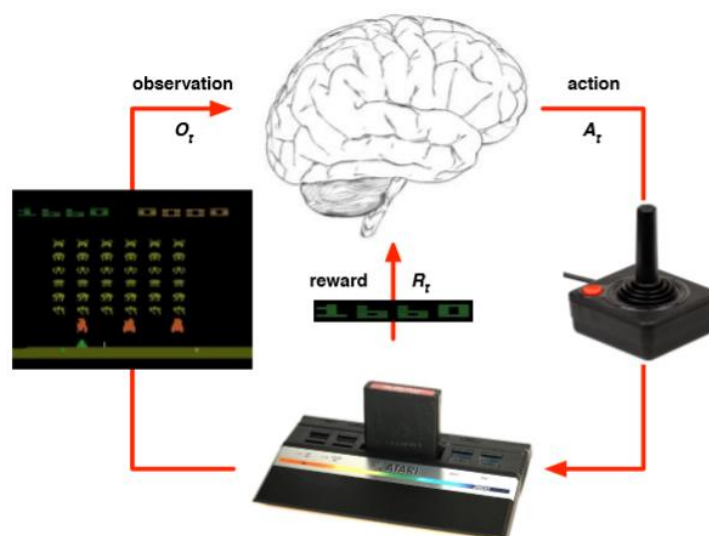 observation
O_t
action
A_t
1660 0000
reward
R_t
1660
ATARI